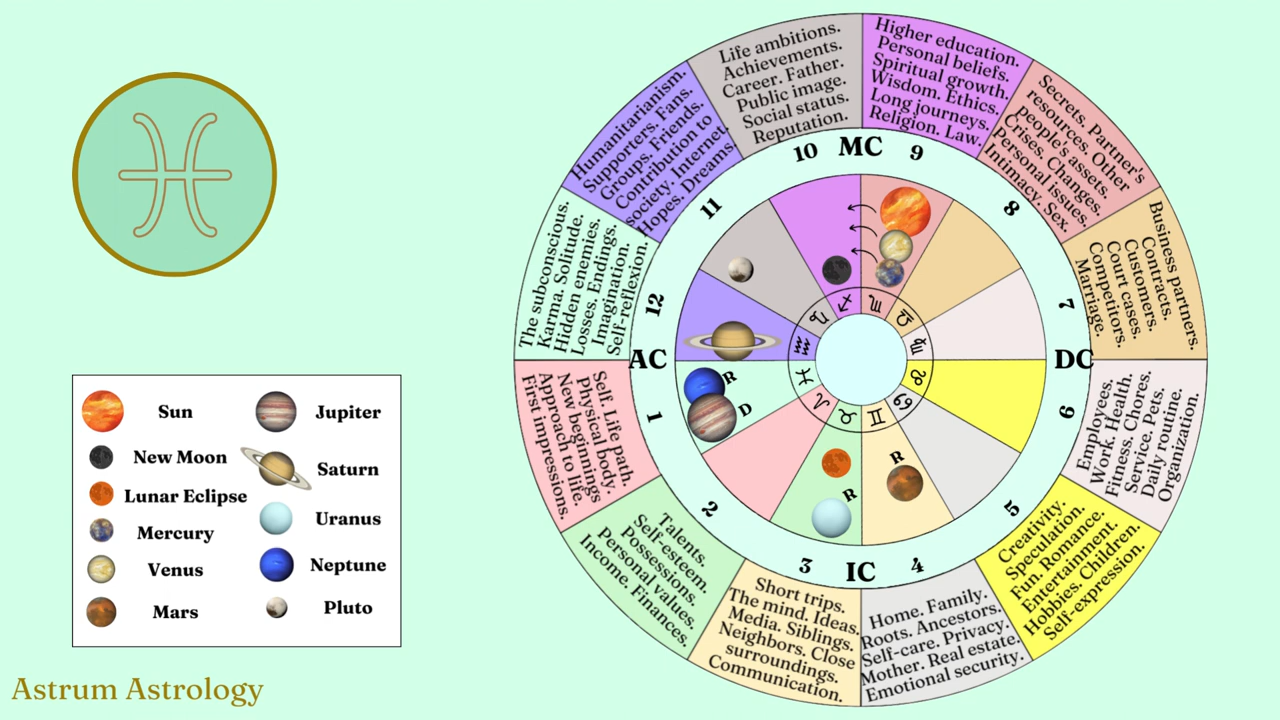 Life ambitions.
Achievements.
Career. Father.
Public image.
Social status.
Reputation.
Higher education.
Personal beliefs.
Spiritual growth.
Wisdom. Ethics.
Long journeys.
Religion. Law.
Secrets. Partner's
resources. Other
people's assets.
Crises. Changes.
Personal issues.
Intimacy. Sex.
Business partners.
Contracts.
Customers.
Court cases.
Competitors.
Marriage.
Employees.
Work. Health.
Fitness. Chores.
Service. Pets.
Daily routine.
Organization.
Creativity.
Speculation.
Fun. Romance.
Entertainment.
Hobbies. Children.
Self-expression.
Home. Family.
Roots. Ancestors.
Self-care. Privacy.
Mother. Real estate.
Emotional security.
Short trips.
The mind. Ideas.
Media. Siblings.
Neighbors. Close
surroundings.
Communication.
Talents.
Self-esteem.
Possessions.
Personal values.
Income. Finances.
Self. Life path.
Physical body.
New beginnings
Approach to life.
First impressions.
The subconscious.
Karma. Solitude.
Hidden enemies.
Losses. Endings.
Imagination.
Self-reflexion.
Humanitarianism.
Supporters. Fans.
Groups. Friends.
Contribution to
society. Internet.
Hopes. Dreams.
10
MC
9
8
7
DC
6
5
4
IC
3
2
1
AC
12
11
R
D
R
R
Sun
New Moon
Lunar Eclipse
Mercury
Venus
Mars
Jupiter
Saturn
Uranus
Neptune
Pluto
Astrum Astrology